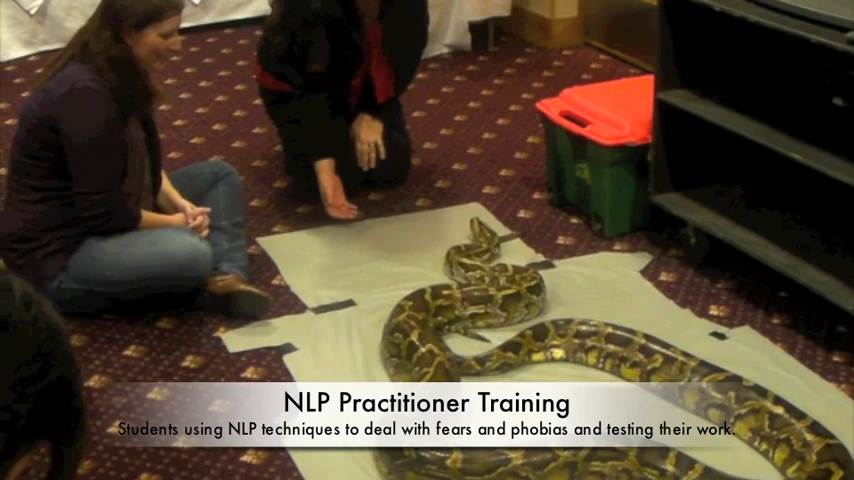 NLP Practitioner Training
Students using NLP techniques to deal with fears and phobias and testing their work.